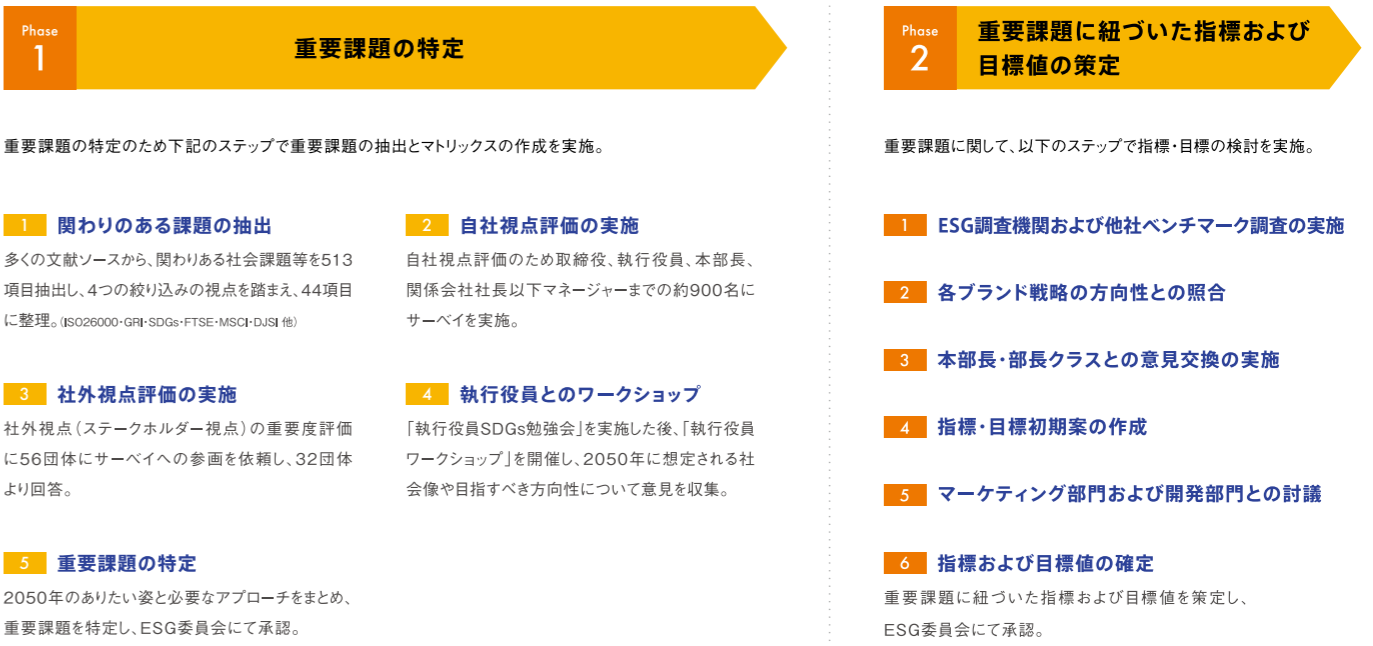 Phase
1
重要課題の特定
重要課題の特定のため下記のステップで重要課題の抽出とマトリックスの作成を実施。
1 関わりのある課題の抽出
多くの文献ソースから、関わりある社会課題等を513
項目抽出し、4つの絞り込みの視点を踏まえ、44項目
に整理。(ISO26000・GRI・SDGs・FTSE・MSCI・DJSI 他)
2 自社視点評価の実施
自社視点評価のため取締役、執行役員、本部長、
関係会社社長以下マネージャーまでの約900名に
サーベイを実施。
3 社外視点評価の実施
社外視点(ステークホルダー視点)の重要度評価
に56団体にサーベイへの参画を依頼し、32団体
より回答。
4 執行役員とのワークショップ
「執行役員SDGs勉強会」を実施した後、「執行役員
ワークショップ」を開催し、2050年に想定される社
会像や目指すべき方向性について意見を収集。
5 重要課題の特定
2050年のありたい姿と必要なアプローチをまとめ、
重要課題を特定し、ESG委員会にて承認。
Phase
2
重要課題に紐づいた指標および
目標値の策定
重要課題に関して、以下のステップで指標・目標の検討を実施。
1 ESG調査機関および他社ベンチマーク調査の実施
2 各ブランド戦略の方向性との照合
3 本部長・部長クラスとの意見交換の実施
4 指標・目標初期案の作成
5 マーケティング部門および開発部門との討議
6 指標および目標値の確定
重要課題に紐づいた指標および目標値を策定し、
ESG委員会にて承認。